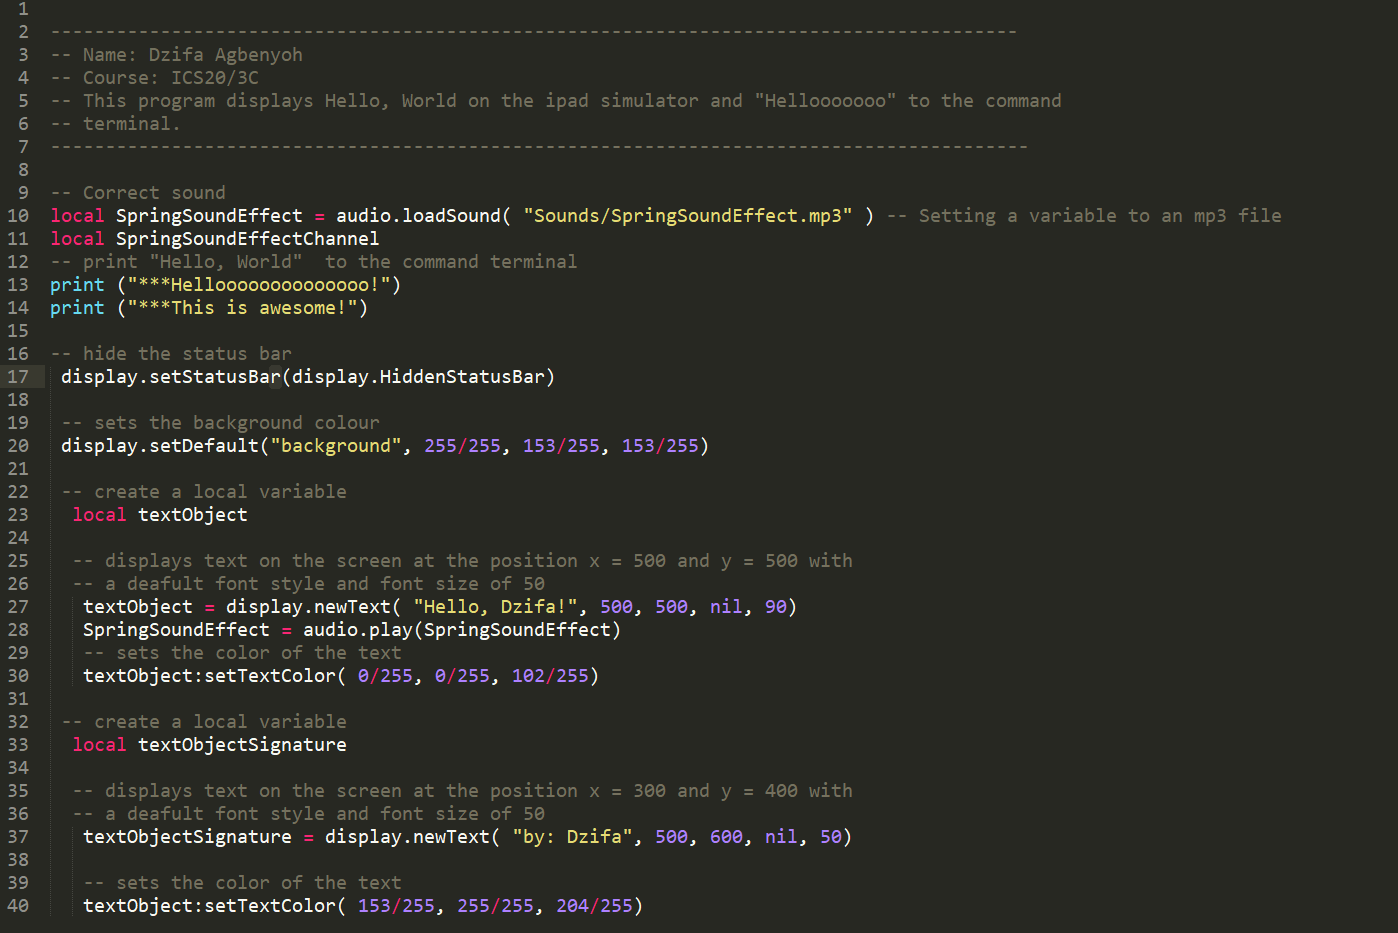 1
2 ----------------------------------------------------------------------------------------
3 -- Name: Dzifa Agbenyoh
4 -- Course: ICS20/3C
5 -- This program displays Hello, World on the ipad simulator and "Hellooooooo" to the command
6 -- terminal.
7 -----------------------------------------------------------------------------------------
8
9 -- Correct sound
10 local SpringSoundEffect = audio.loadSound( "Sounds/SpringSoundEffect.mp3" ) -- Setting a variable to an mp3 file
11 local SpringSoundEffectChannel
12 -- print "Hello, World"  to the command terminal
13 print ("***Helloooooooooooooo!")
14 print ("***This is awesome!")
15
16 -- hide the status bar
17 display.setStatusBar(display.HiddenStatusBar)
18
19 -- sets the background colour
20 display.setDefault("background", 255/255, 153/255, 153/255)
21
22 -- create a local variable
23 local textObject
24
25 -- displays text on the screen at the position x = 500 and y = 500 with
26 -- a deafult font style and font size of 50
27 textObject = display.newText( "Hello, Dzifa!", 500, 500, nil, 90)
28 SpringSoundEffect = audio.play(SpringSoundEffect)
29 -- sets the color of the text
30 textObject:setTextColor( 0/255, 0/255, 102/255)
31
32 -- create a local variable
33 local textObjectSignature
34
35 -- displays text on the screen at the position x = 300 and y = 400 with
36 -- a deafult font style and font size of 50
37 textObjectSignature = display.newText( "by: Dzifa", 500, 600, nil, 50)
38
39 -- sets the color of the text
40 textObject:setTextColor( 153/255, 255/255, 204/255)